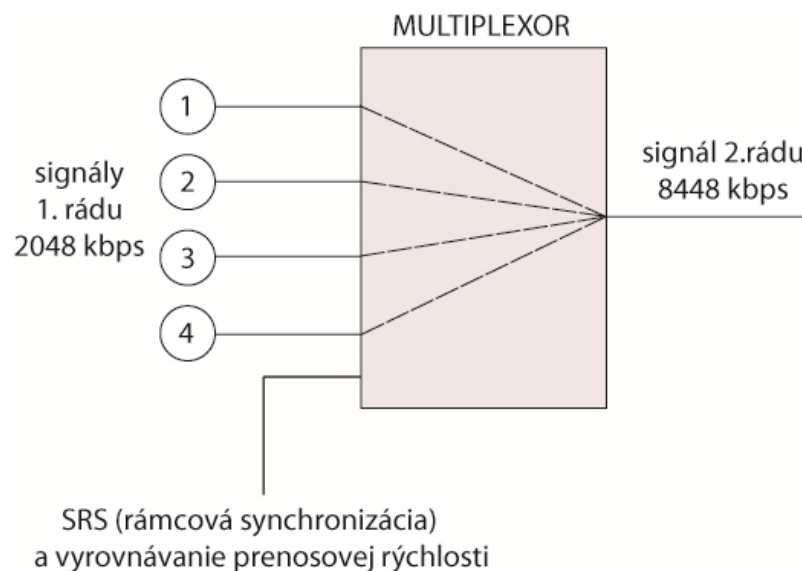 MULTIPLEXOR
1
signály
1. rádu
2048 kbps
2
3
4
signál 2.rádu
8448 kbps
SRS (rámcová synchronizácia)
a vyrovnávanie prenosovej rýchlosti